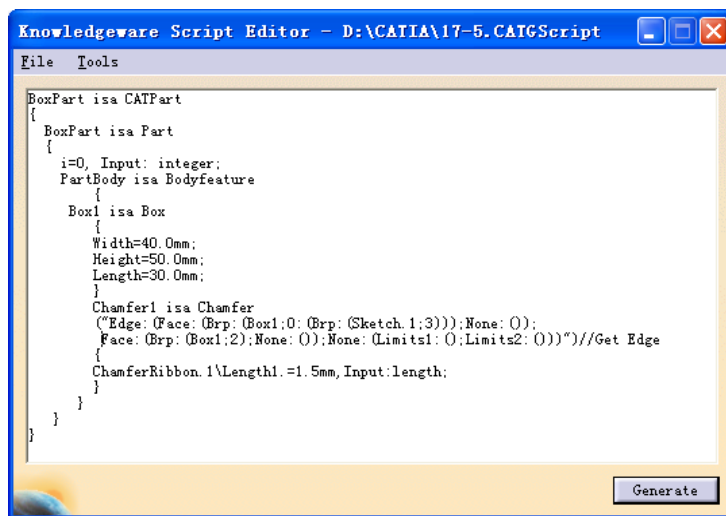 Knowledgeware Script Editor - D:\CATIA\17-5.CATGScript
File Tools
BoxPart isa CATPart
{
BoxPart isa Part
{
i=0, Input: integer;
PartBody isa Bodyfeature
{
Box1 isa Box
{
Width=40.0mm;
Height=50.0mm;
Length=30.0mm;
}
Chamfer1 isa Chamfer
("Edge:(Face:(Brp:(Box1;0:(Brp:(Sketch.1;3)));None:());
Face:(Brp:(Box1;2);None:());None:(Limits1:();Limits2:()))")//Get Edge
{
ChamferRibbon.1\Length1.=1.5mm,Input:length;
}
}
}
}
Generate